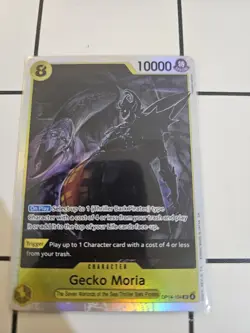 8
10000
On Play Select up to 1 {Thriller Bark Pirates} type
Character with a cost of 4 or less from your trash and play
or add it to the top of your Life cards face-up.
Trigger Play up to 1 Character card with a cost of 4 or less
from your trash.
CHARACTER
Gecko Moria
The Seven Warlords of the Sea/Thriller Bark Pirates